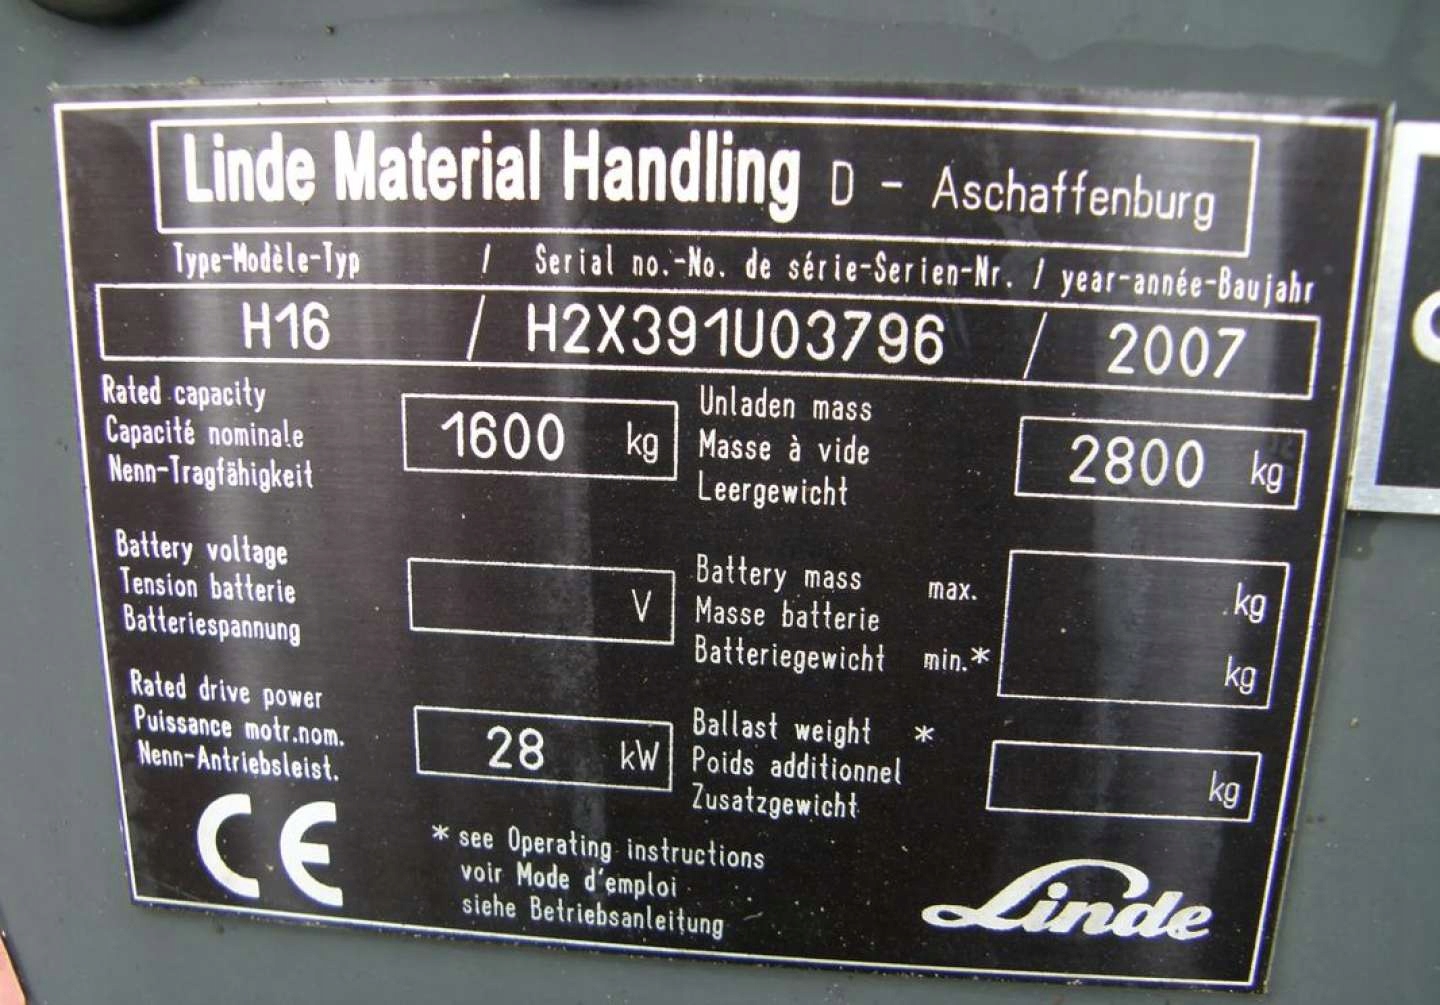 Linde Material Handling D - Aschaffenburg
Type-Modèle-Typ / Serial no.-No. de série-Serien-Nr. / year-année-Baujahr
H16 / H2X391U03796 / 2007
Rated capacity
Capacité nominale
Nenn-Tragfähigkeit
1600 kg
Unladen mass
Masse à vide
Leergewicht
2800 kg
Battery voltage
Tension batterie
Batteriespannung
V
Battery mass max.
Masse batterie
Batteriegewicht min.*
kg
kg
Rated drive power
Puissance motr.nom.
Nenn-Antriebsleist.
28 kW
Ballast weight *
Poids additionnel
Zusatzgewicht
kg
CE
* see Operating instructions
voir Mode d'emploi
siehe Betriebsanleitung
Linde